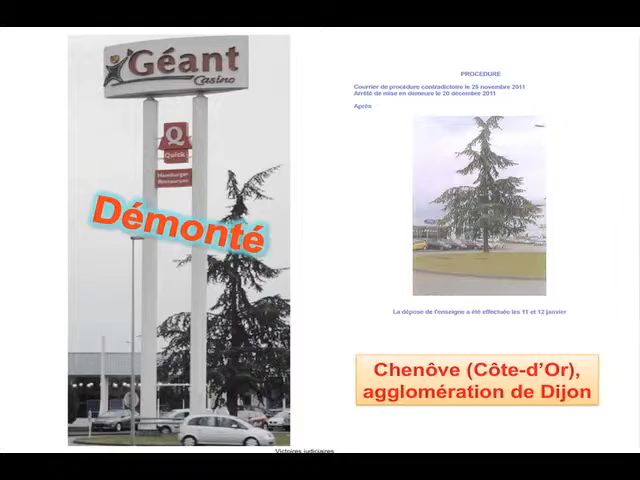 Géant
Casino
Q
Quick
Hamburger
Restaurant
Démonté
PROCEDURE
Courrier de procédure contradictoire le 25 novembre 2011
Arrêté de mise en demeure le 20 décembre 2011
Après
La dépose de l'enseigne a été effectuée les 11 et 12 janvier
Chenôve (Côte-d'Or),
agglomération de Dijon
Victoires judiciaires